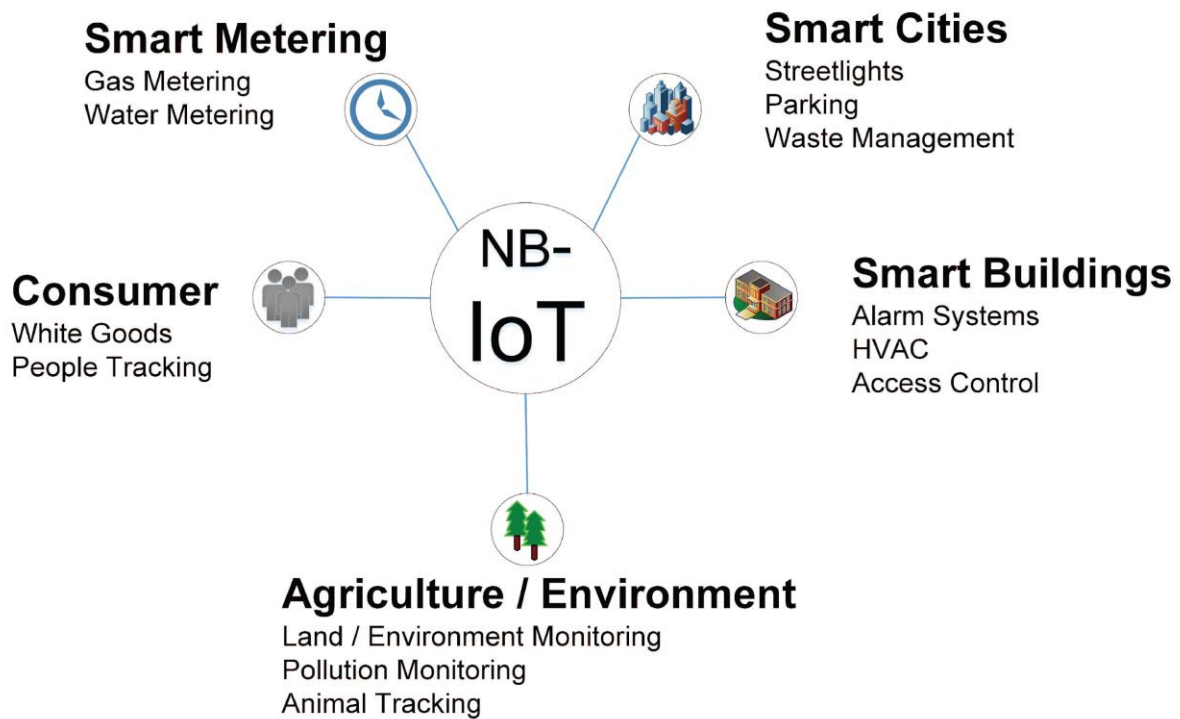 Smart Metering
Gas Metering
Water Metering
Smart Cities
Streetlights
Parking
Waste Management
NB-
IoT
Consumer
White Goods
People Tracking
Smart Buildings
Alarm Systems
HVAC
Access Control
Agriculture / Environment
Land / Environment Monitoring
Pollution Monitoring
Animal Tracking